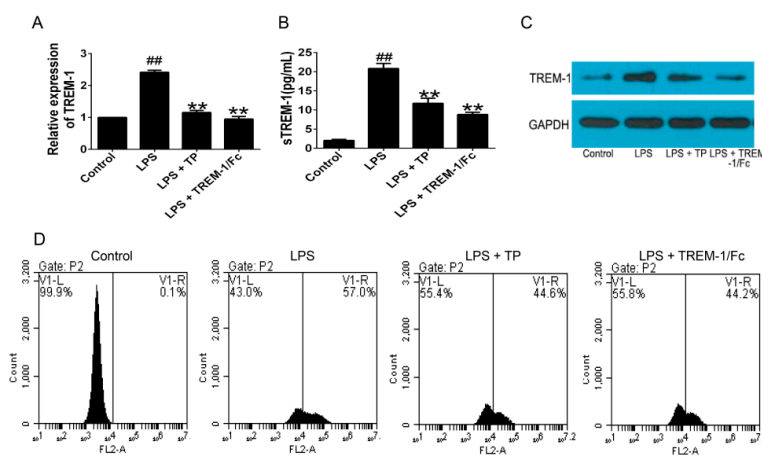 A
Relative expression
of TREM-1
3
2
1
0
##
**
**
Control
LPS
LPS + TP
LPS + TREM-1/Fc
B
sTREM-1(pg/mL)
25
20
15
10
5
0
##
**
**
Control
LPS
LPS + TP
LPS + TREM-1/Fc
C
TREM-1
GAPDH
Control
LPS
LPS + TP
LPS + TREM
-1/Fc
D
Control
Gate: P2
V1-L
99.9%
V1-R
0.1%
Count
3,200
2,000
1,000
0
FL2-A
LPS
Gate: P2
V1-L
43.0%
V1-R
57.0%
Count
3,200
2,000
1,000
0
FL2-A
LPS + TP
Gate: P2
V1-L
55.4%
V1-R
44.6%
Count
3,200
2,000
1,000
0
FL2-A
LPS + TREM-1/Fc
Gate: P2
V1-L
55.8%
V1-R
44.2%
Count
3,200
2,000
1,000
0
FL2-A